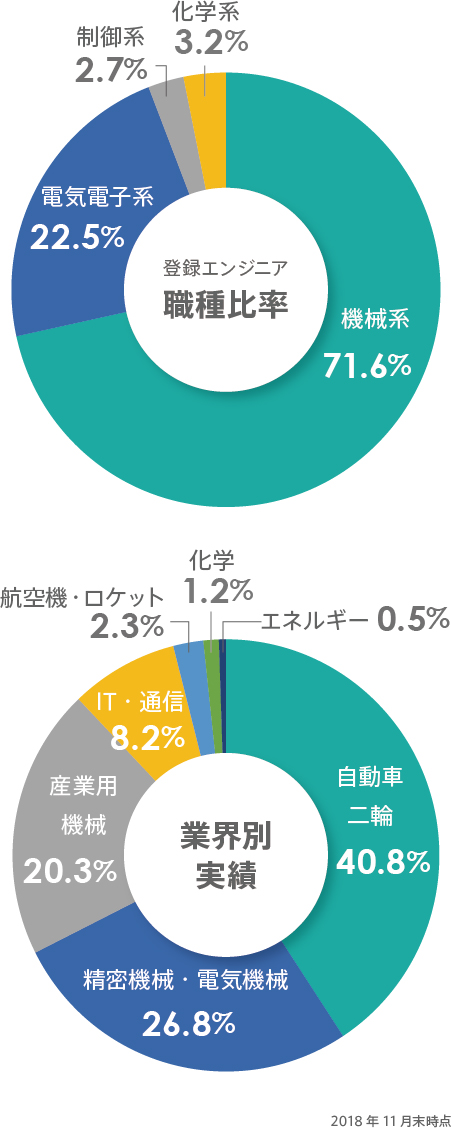 化学系
3.2%
制御系
2.7%
電気電子系
22.5%
登録エンジニア
職種比率
機械系
71.6%
化学
1.2%
航空機・ロケット
2.3%
エネルギー 0.5%
IT・通信
8.2%
自動車
二輪
40.8%
産業用
機械
20.3%
業界別
実績
精密機械・電気機械
26.8%
2018年11月末時点